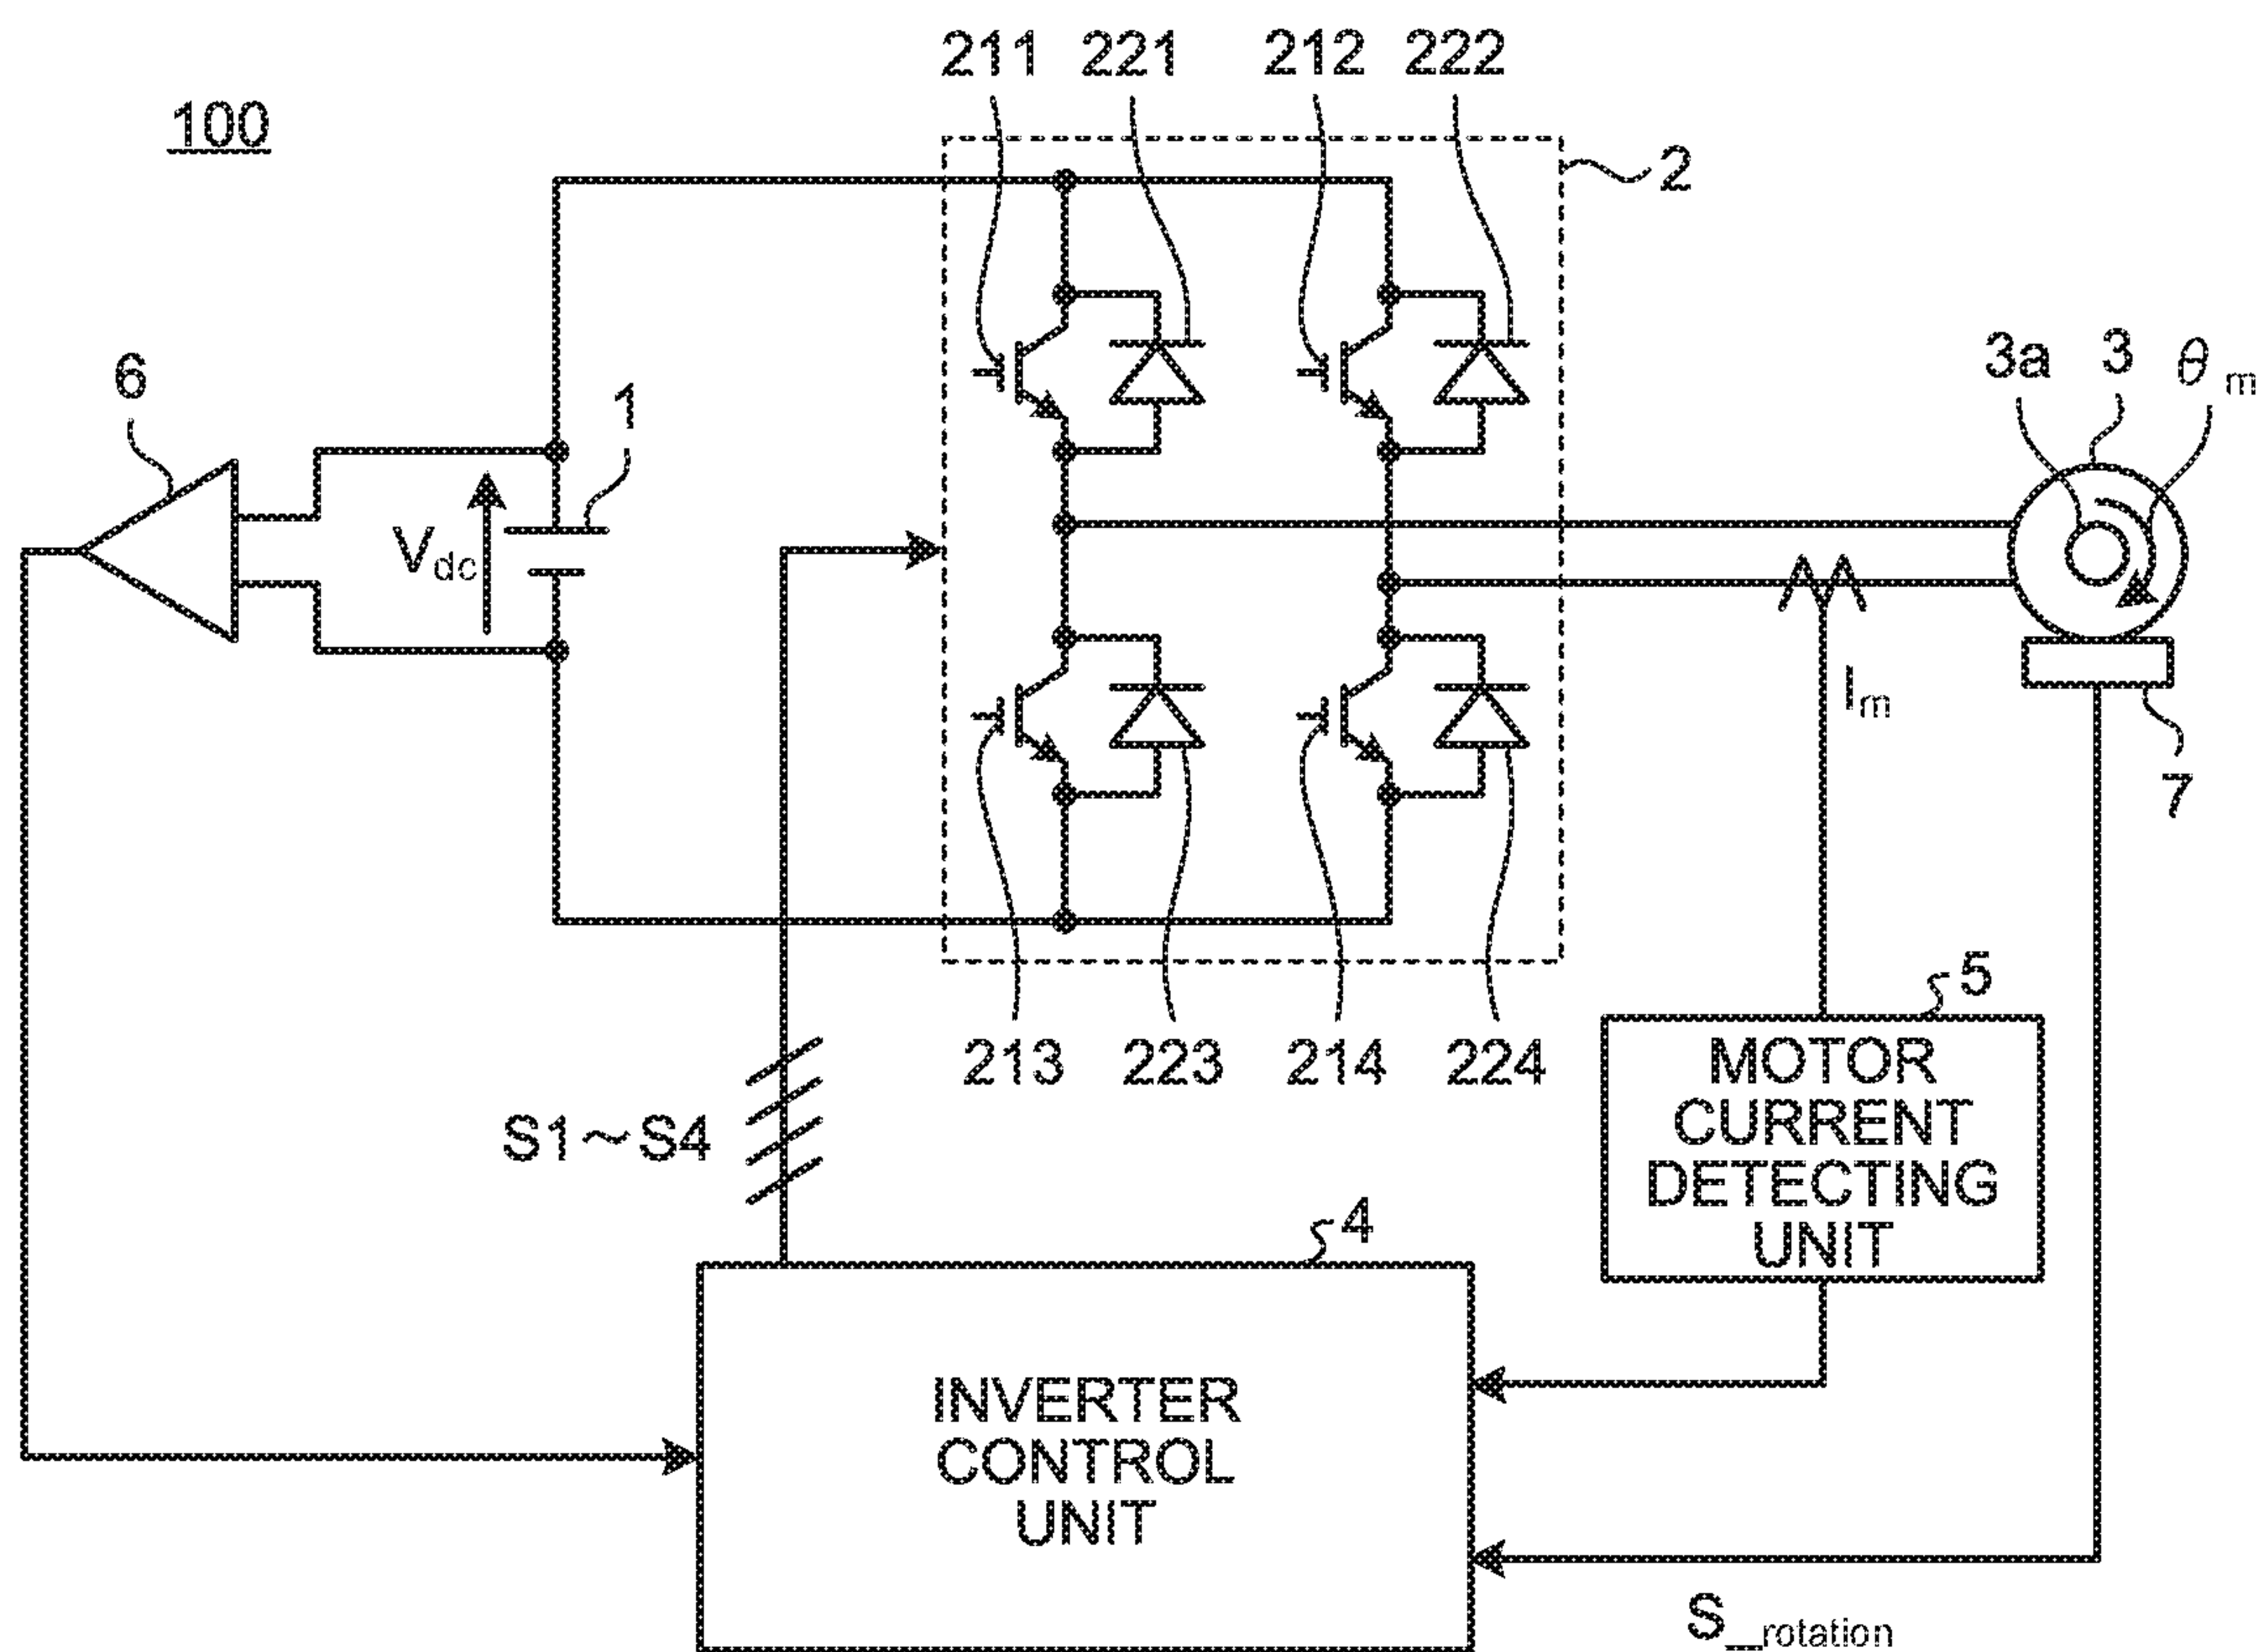 211 221 212 222
100
2
3a 3 θm
6
1
Vdc
Im
7
5
213 223 214 224
MOTOR
CURRENT
DETECTING
UNIT
S1~S4
4
INVERTER
CONTROL
UNIT
S_rotation